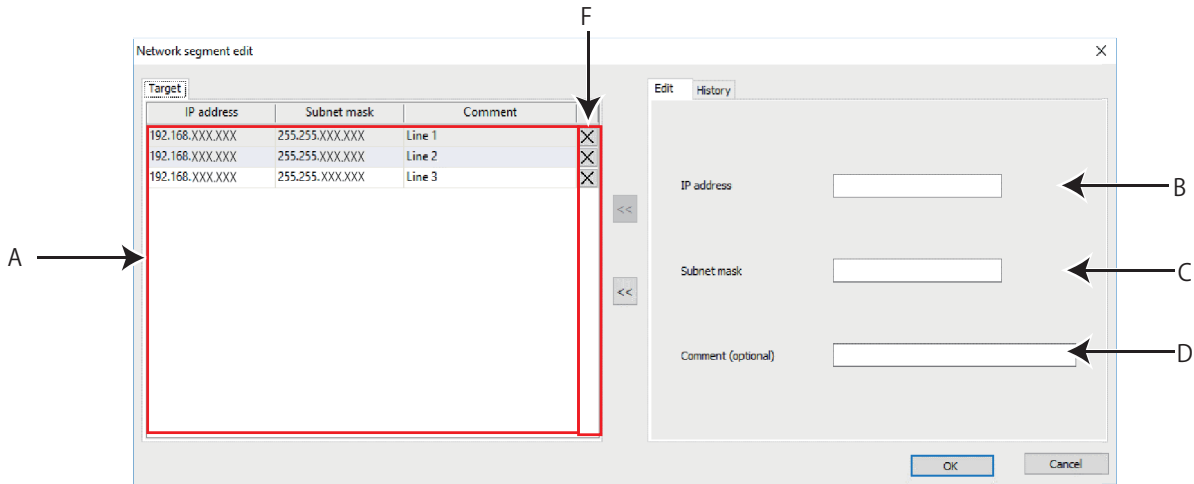 F
Network segment edit
Target
IP address Subnet mask Comment
192.168.XXX.XXX 255.255.XXX.XXX Line 1
192.168.XXX.XXX 255.255.XXX.XXX Line 2
192.168.XXX.XXX 255.255.XXX.XXX Line 3
<<
<<
Edit History
IP address
Subnet mask
Comment (optional)
A
B
C
D
OK Cancel